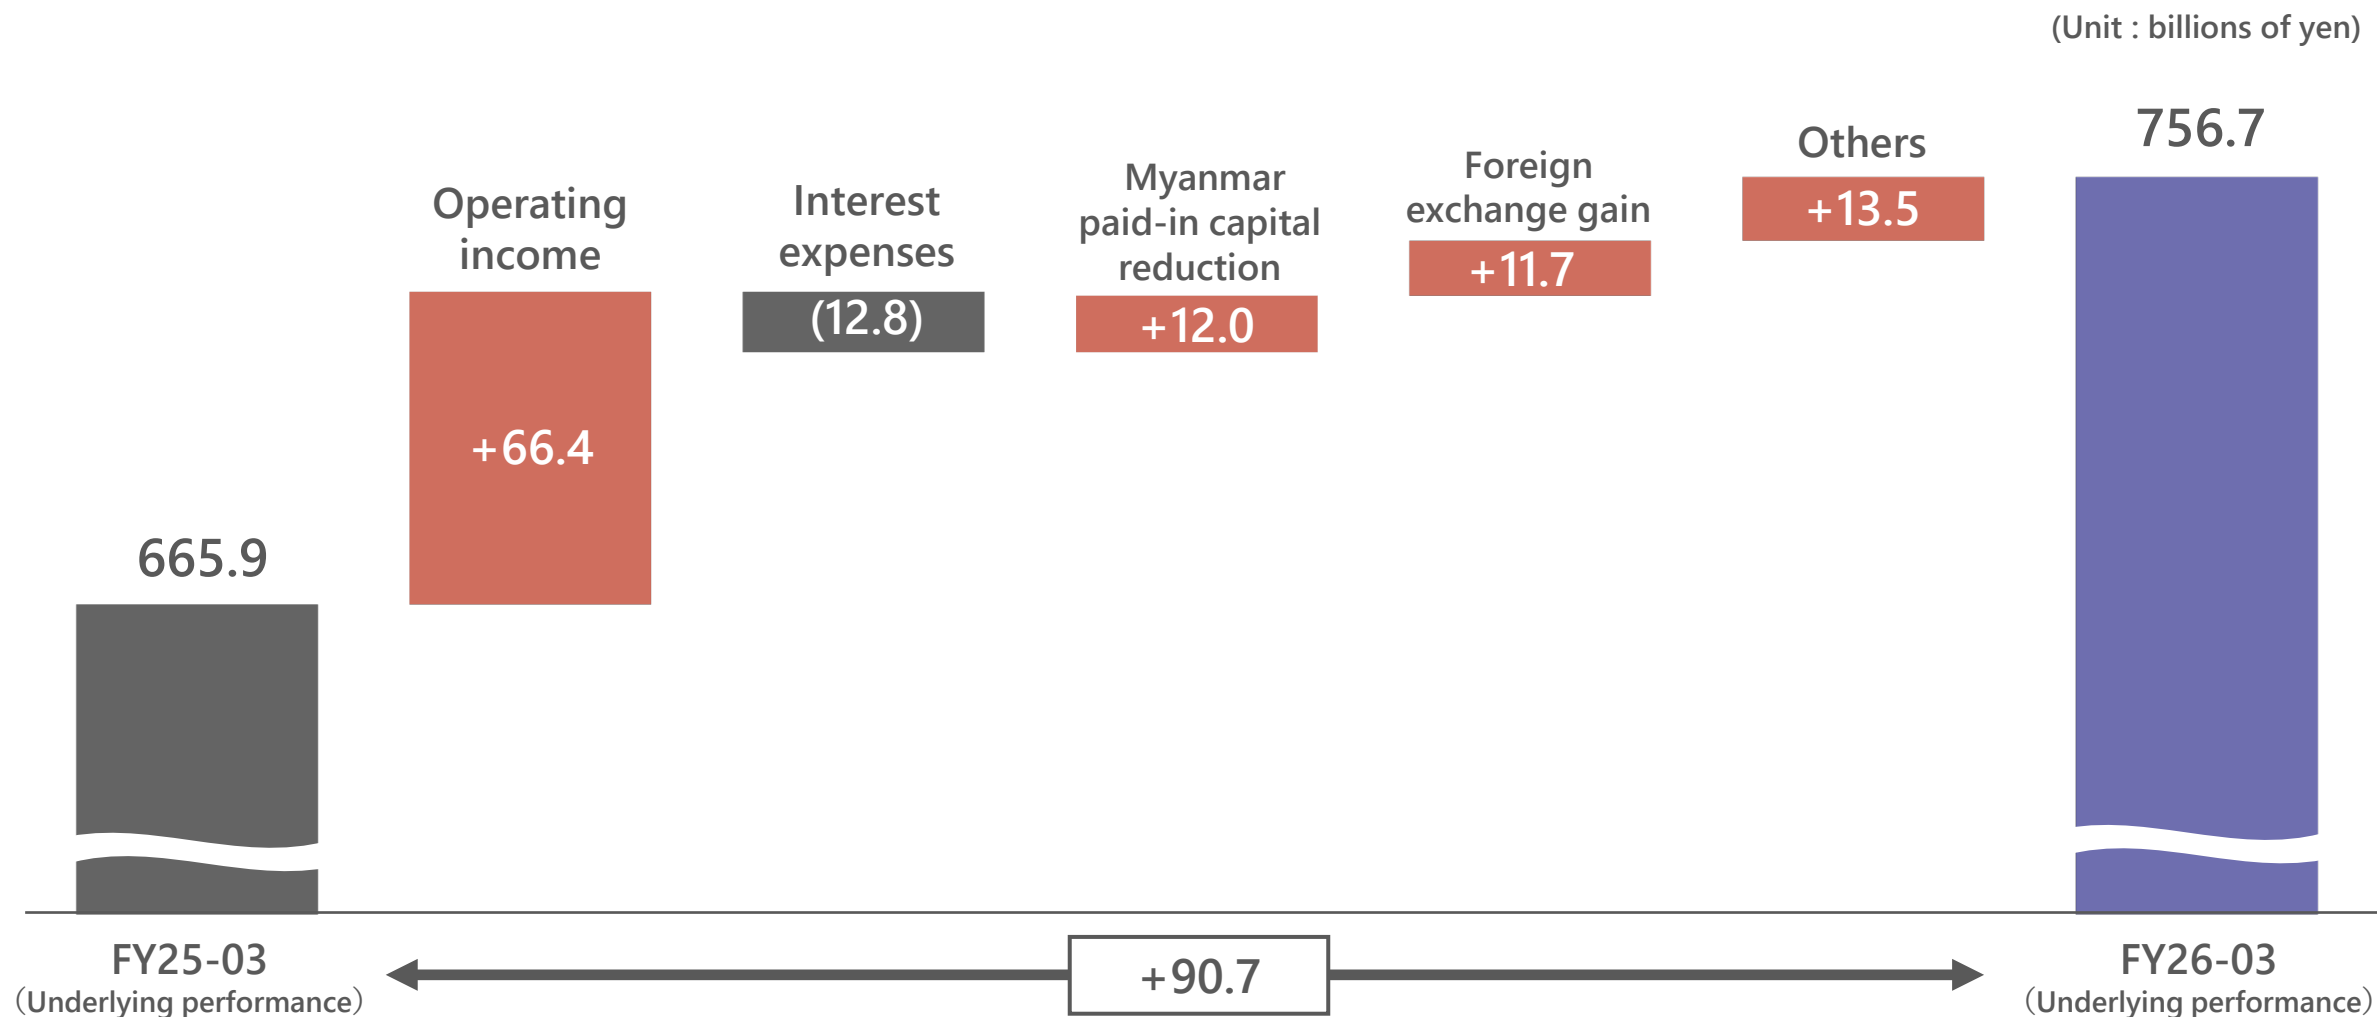 (Unit : billions of yen)
665.9
Operating
income
+66.4
Interest
expenses
(12.8)
Myanmar
paid-in capital
reduction
+12.0
Foreign
exchange gain
+11.7
Others
+13.5
756.7
FY25-03
（Underlying performance）
+90.7
FY26-03
（Underlying performance）